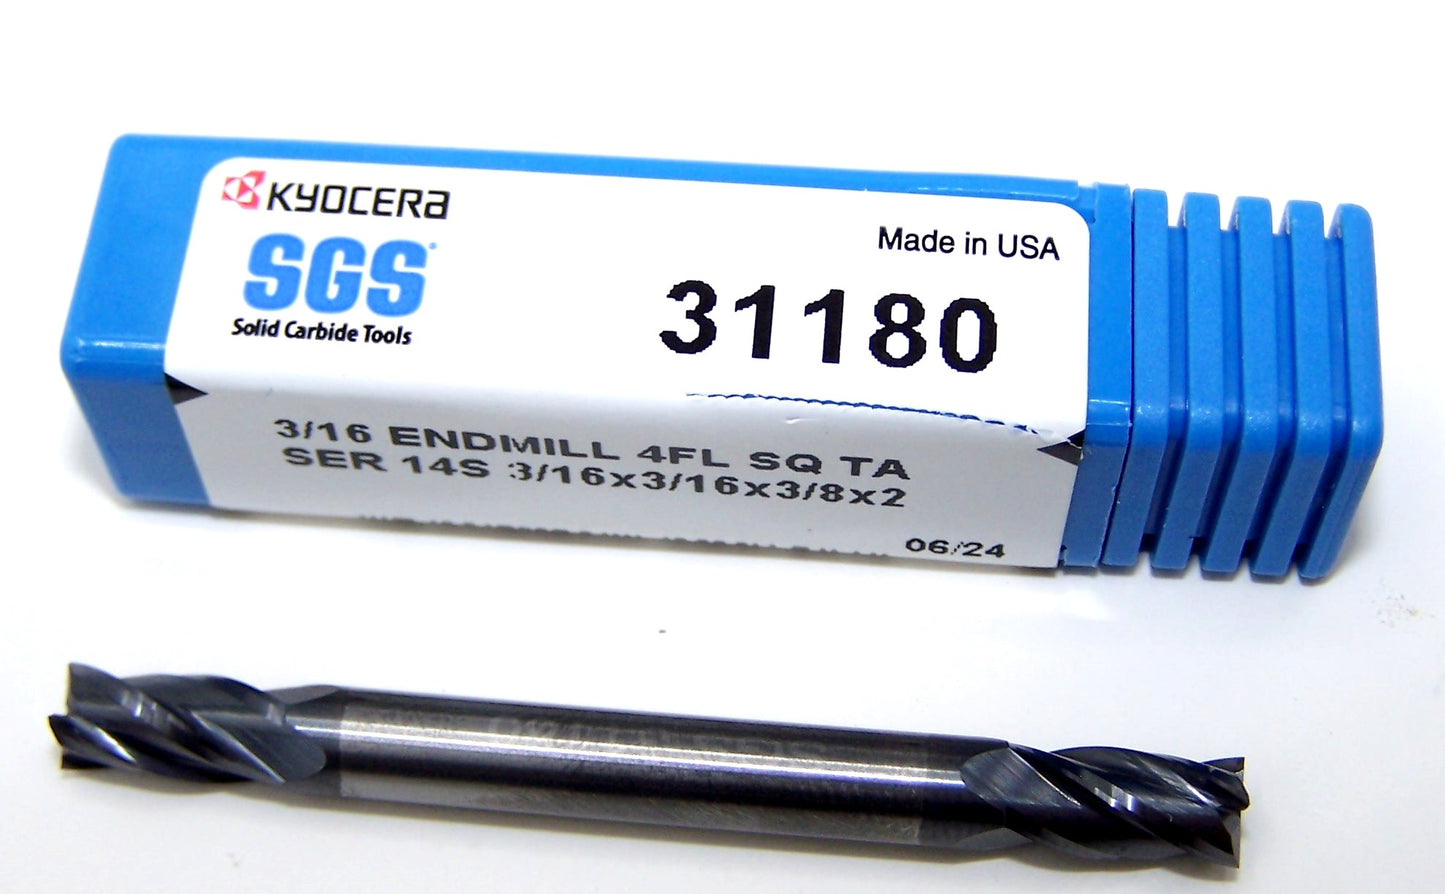 KYOCERA
SGS
Solid Carbide Tools
Made in USA
31180
3/16 ENDMILL 4FL SQ TA
SER 14S 3/16x3/16x3/8x2
06/24